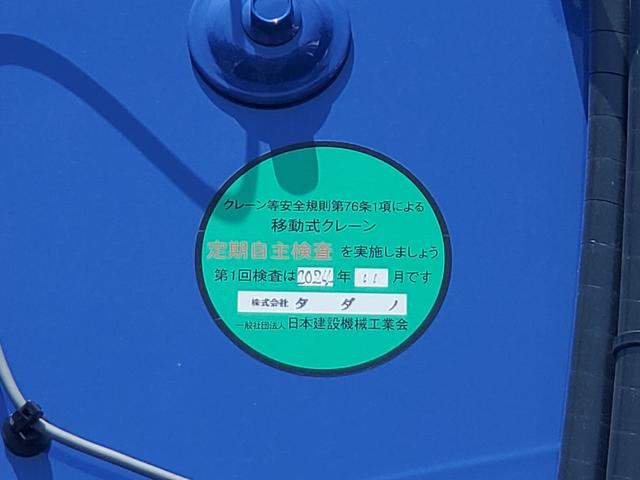 クレーン等安全規則第76条1項による
移動式クレーン
定期自主検査 を実施しましょう
第1回検査は2024年 11 月です
株式会社 タダノ
一般社団法人 日本建設機械工業会